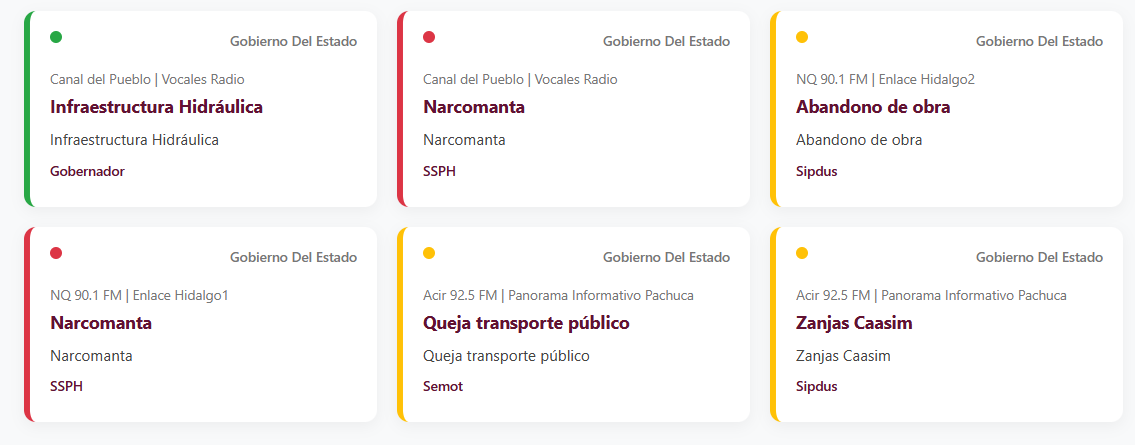 Gobierno Del Estado
Canal del Pueblo | Vocales Radio
Infraestructura Hidráulica
Infraestructura Hidráulica
Gobernador
Gobierno Del Estado
Canal del Pueblo | Vocales Radio
Narcomanta
Narcomanta
SSPH
Gobierno Del Estado
NQ 90.1 FM | Enlace Hidalgo2
Abandono de obra
Abandono de obra
Sipdus
Gobierno Del Estado
NQ 90.1 FM | Enlace Hidalgo1
Narcomanta
Narcomanta
SSPH
Gobierno Del Estado
Acir 92.5 FM | Panorama Informativo Pachuca
Queja transporte público
Queja transporte público
Semot
Gobierno Del Estado
Acir 92.5 FM | Panorama Informativo Pachuca
Zanjas Caasim
Zanjas Caasim
Sipdus